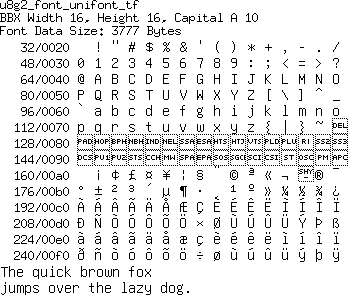 u8g2_font_unifont_tf
BBX Width 16, Height 16, Capital A 10
Font Data Size: 3777 Bytes
32/0020 ! " # $ % & ' ( ) * + , - . /
48/0030 0 1 2 3 4 5 6 7 8 9 : ; < = > ?
64/0040 @ A B C D E F G H I J K L M N O
80/0050 P Q R S T U V W X Y Z [ \ ] ^ _
96/0060 ` a b c d e f g h i j k l m n o
112/0070 p q r s t u v w x y z { | } ~ DEL
128/0080 PAD HOP BPH NBH IND NEL SSA ESA HTS HTJ VTS PLD PLU RI SS2 SS3
144/0090 DCS PU1 PU2 STS CCH MW SPA EPA SOS SGC SCI CSI ST OSC PM APC
160/00a0 ¡ ¢ £ ¤ ¥ ¦ § ¨ © ª « ¬ SHY ® ¯
176/00b0 ° ± ² ³ ´ µ ¶ · ¸ ¹ º » ¼ ½ ¾ ¿
192/00c0 À Á Â Ã Ä Å Æ Ç È É Ê Ë Ì Í Î Ï
208/00d0 Ð Ñ Ò Ó Ô Õ Ö × Ø Ù Ú Û Ü Ý Þ ß
224/00e0 à á â ã ä å æ ç è é ê ë ì í î ï
240/00f0 ð ñ ò ó ô õ ö ÷ ø ù ú û ü ý þ ÿ
The quick brown fox
jumps over the lazy dog.